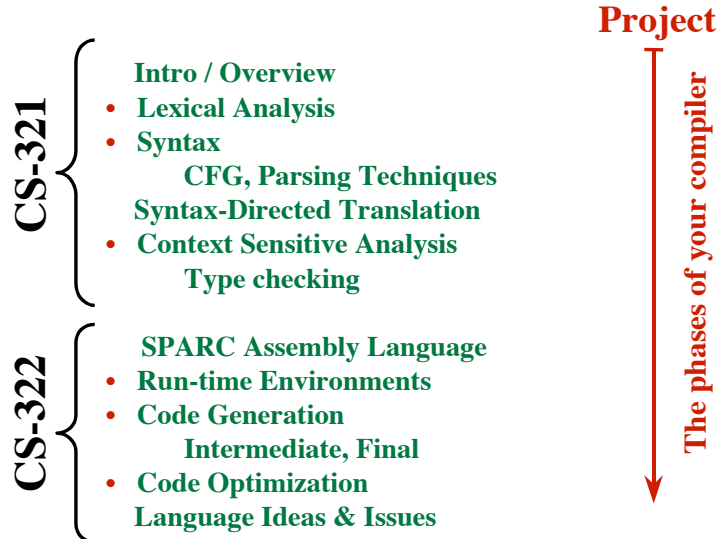 Project
CS-321
Intro / Overview
• Lexical Analysis
• Syntax
CFG, Parsing Techniques
Syntax-Directed Translation
• Context Sensitive Analysis
Type checking
CS-322
SPARC Assembly Language
• Run-time Environments
• Code Generation
Intermediate, Final
• Code Optimization
Language Ideas & Issues
The phases of your compiler